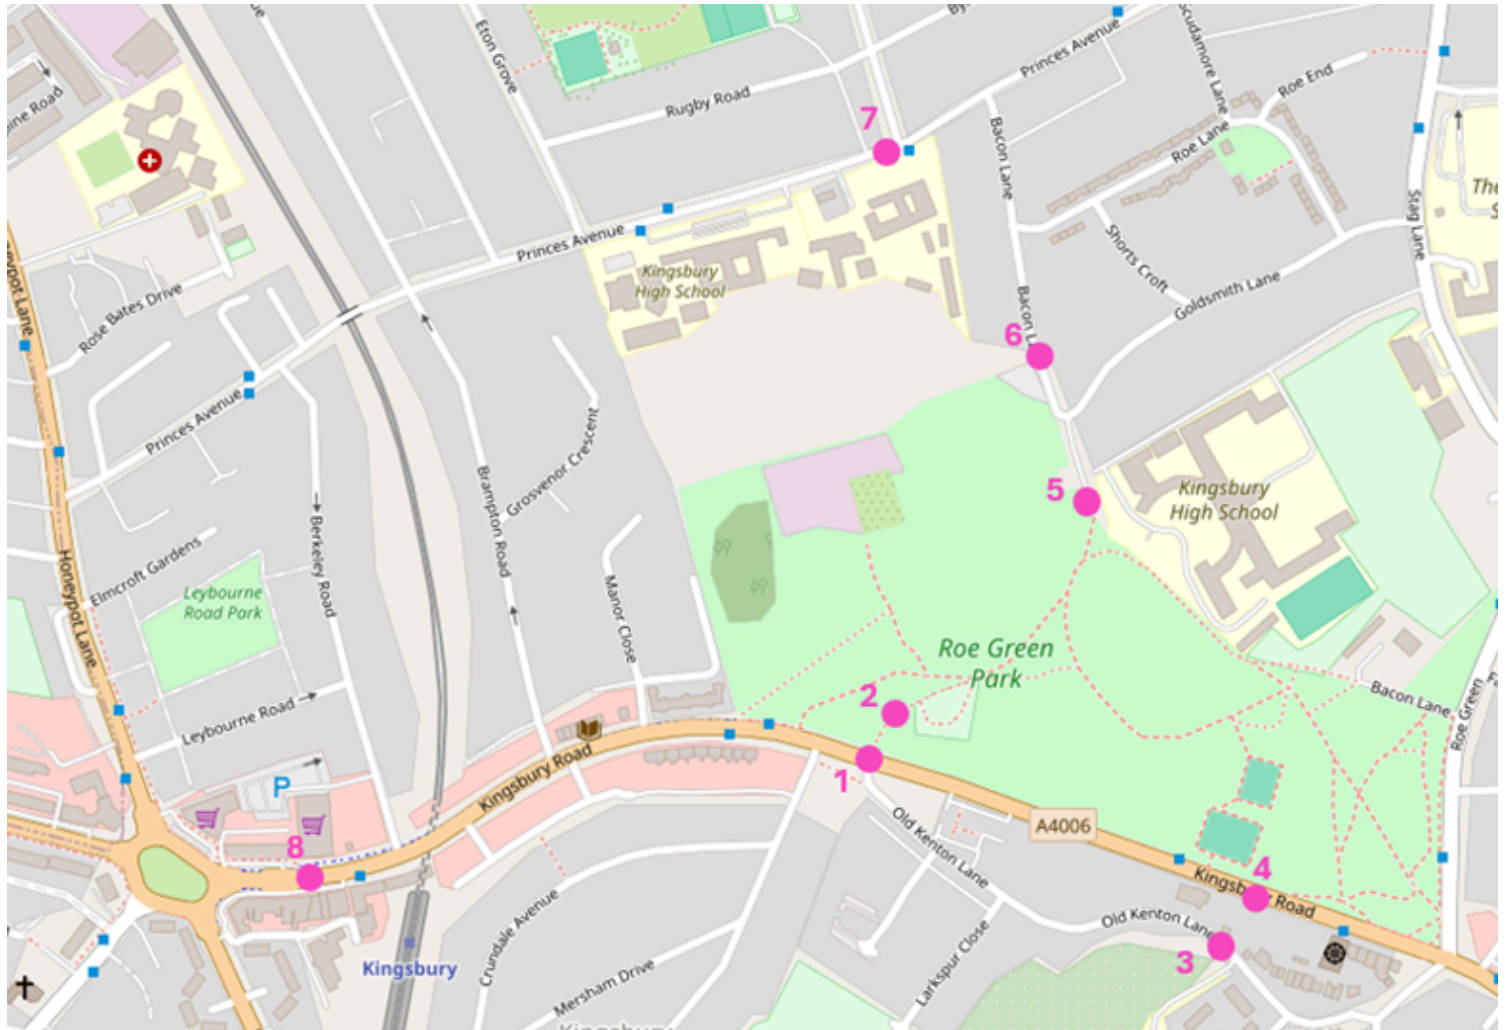 Eton Grove
Princes Avenue
Scudamore Lane
Roe End
Rugby Road
7
Bacon Lane
Roe Lane
Stag Lane
Princes Avenue
Shorts Croft
Kingsbury
High School
Rose Bates Drive
Goldsmith Lane
6
Princes Avenue
Grosvenor Crescent
Brampton Road
5
Kingsbury
High School
Berkeley Road
Elmcroft Gardens
Honeypot Lane
Leybourne
Road Park
Manor Close
Roe Green
Park
2
Bacon Lane
Roe Green
Leybourne Road
1
P
Kingsbury Road
Old Kenton Lane
A4006
8
4
Kingsbury Road
Old Kenton Lane
3
Crundale Avenue
Larkspur Close
Kingsbury
Mersham Drive
Kingsbury